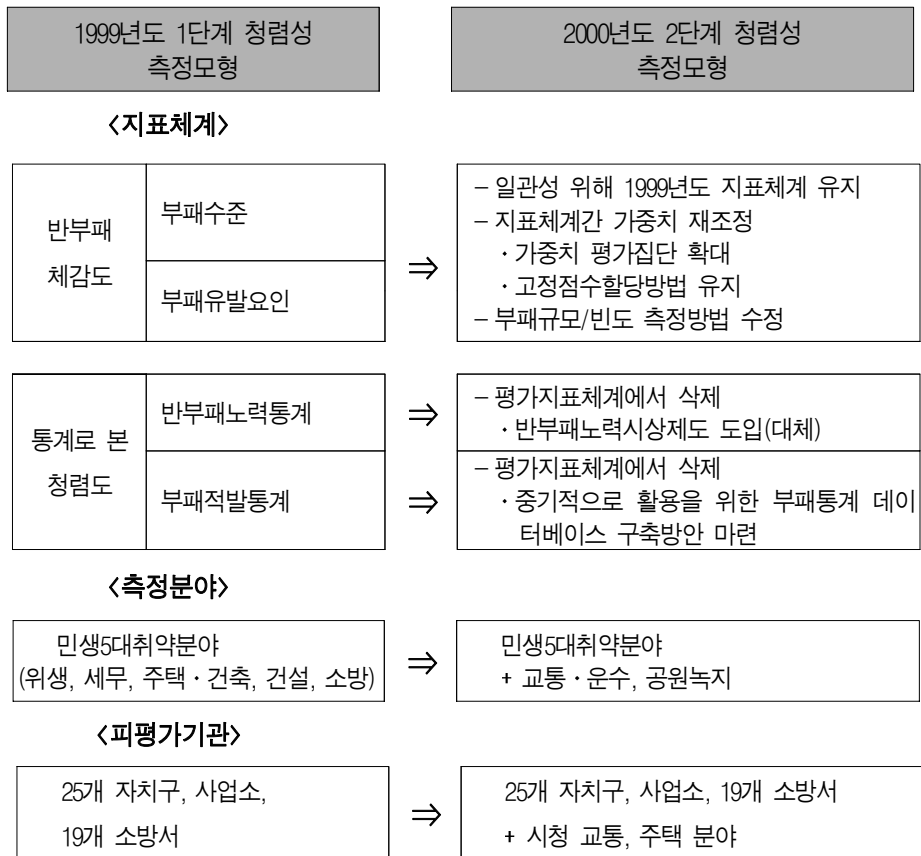 1999년도 1단계 청렴성
측정모형
2000년도 2단계 청렴성
측정모형
<지표체계>
반부패
체감도
부패수준
부패유발요인
⇒
– 일관성 위해 1999년도 지표체계 유지
– 지표체계간 가중치 재조정
· 가중치 평가집단 확대
· 고정점수할당방법 유지
– 부패규모/빈도 측정방법 수정
통계로 본
청렴도
반부패노력통계
⇒
– 평가지표체계에서 삭제
· 반부패노력시상제도 도입(대체)
부패적발통계
⇒
– 평가지표체계에서 삭제
· 중기적으로 활용을 위한 부패통계 데이
터베이스 구축방안 마련
<측정분야>
민생5대취약분야
(위생, 세무, 주택 · 건축, 건설, 소방)
⇒
민생5대취약분야
+ 교통 · 운수, 공원녹지
<피평가기관>
25개 자치구, 사업소,
19개 소방서
⇒
25개 자치구, 사업소, 19개 소방서
+ 시청 교통, 주택 분야